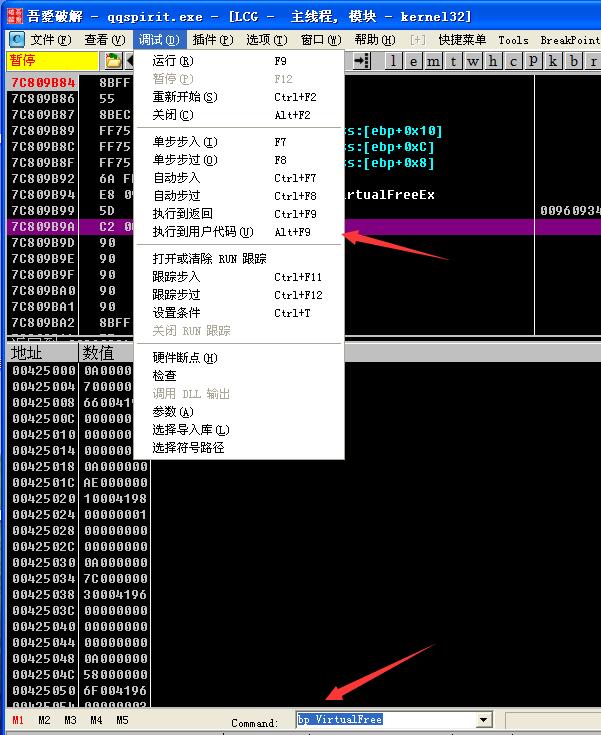 吾爱破解 - qqspirit.exe - [LCG - 主线程, 模块 - kernel32]
文件(F) 查看(V) 调试(D) 插件(P) 选项(T) 窗口(W) 帮助(H) [+] 快捷菜单 Tools BreakPoint
暂停 l e m t w h c p k b r
运行(R) F9
暂停(P) F12
重新开始(S) Ctrl+F2
关闭(C) Alt+F2
单步步入(I) F7
单步步过(O) F8
自动步入 Ctrl+F7
自动步过 Ctrl+F8
执行到返回 Ctrl+F9
执行到用户代码(U) Alt+F9
打开或清除 RUN 跟踪
跟踪步入 Ctrl+F11
跟踪步过 Ctrl+F12
设置条件 Ctrl+T
关闭 RUN 跟踪
硬件断点(H)
检查
调用 DLL 输出
参数(A)
选择导入库(L)
选择符号路径
7C809B84 8BFF
7C809B86 55
7C809B87 8BEC
7C809B89 FF75 s:[ebp+0x10]
7C809B8C FF75 s:[ebp+0xC]
7C809B8F FF75 s:[ebp+0x8]
7C809B92 6A F
7C809B94 E8 0 irtualFreeEx
7C809B99 5D 0096093
7C809B9A C2 0
7C809B9D 90
7C809B9E 90
7C809B9F 90
7C809BA0 90
7C809BA1 90
7C809BA2 8BFF
地址 数值
00425000 0A0000
00425004 700000
00425008 660041
0042500C 000000
00425010 000000
00425014 000000
00425018 0A000000
0042501C AE000000
00425020 10004198
00425024 00000001
00425028 00000000
0042502C 00000000
00425030 0A000000
00425034 7C000000
00425038 30004196
0042503C 00000000
00425040 00000000
00425044 00000000
00425048 0A000000
0042504C 58000000
00425050 6F004196
M1 M2 M3 M4 M5 Command: bp VirtualFree